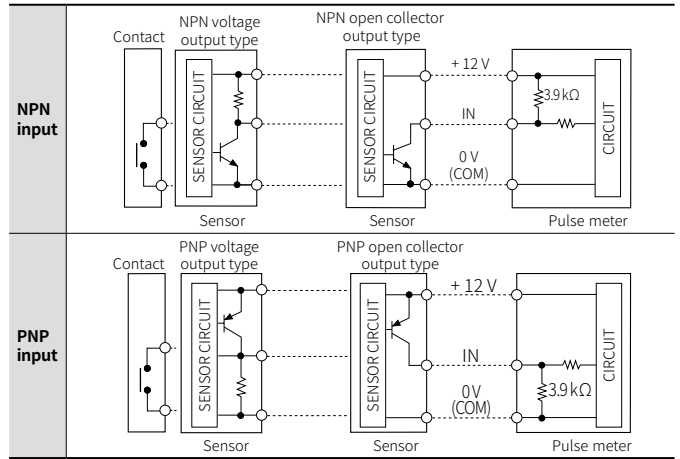 NPN
input
Contact
NPN voltage
output type
SENSOR CIRCUIT
Sensor
NPN open collector
output type
SENSOR CIRCUIT
Sensor
+ 12 V
IN
0 V
(COM)
3.9 kΩ
CIRCUIT
Pulse meter
PNP
input
Contact
PNP voltage
output type
SENSOR CIRCUIT
Sensor
PNP open collector
output type
SENSOR CIRCUIT
Sensor
+ 12 V
IN
0 V
(COM)
3.9 kΩ
CIRCUIT
Pulse meter